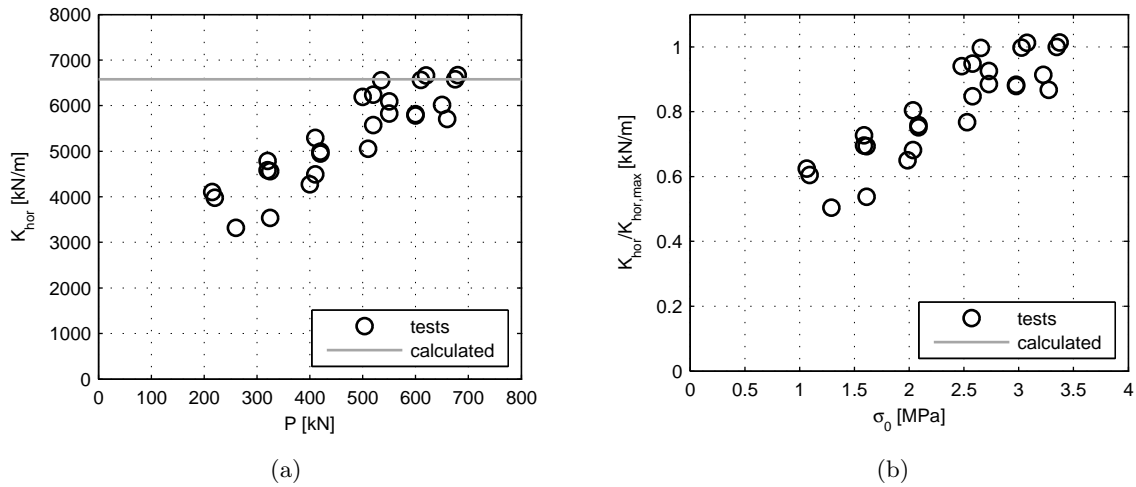 8000
7000
6000
5000
4000
3000
2000
1000
0
K_hor [kN/m]
tests
calculated
0 100 200 300 400 500 600 700 800
P [kN]
(a)
1
0.8
0.6
0.4
0.2
0
K_hor/K_hor,max [kN/m]
tests
calculated
0 0.5 1 1.5 2 2.5 3 3.5 4
σ_0 [MPa]
(b)